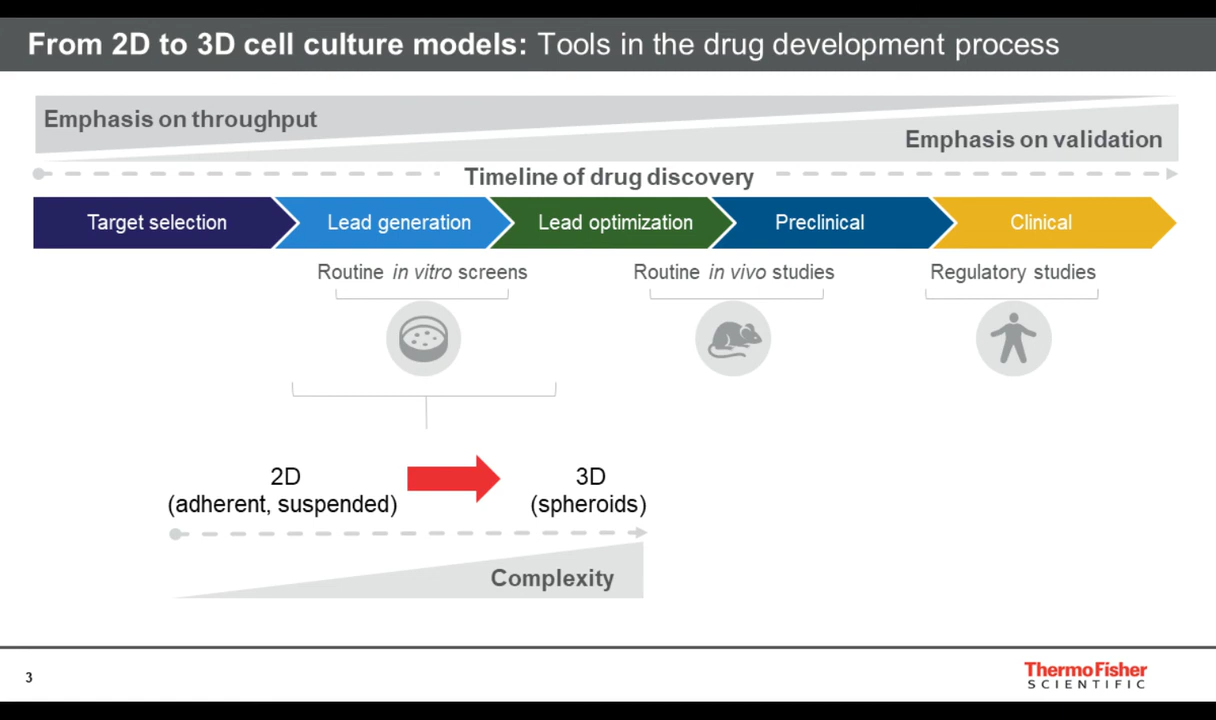 From 2D to 3D cell culture models: Tools in the drug development process
Emphasis on throughput
Emphasis on validation
Timeline of drug discovery
Target selection
Lead generation
Lead optimization
Preclinical
Clinical
Routine in vitro screens
Routine in vivo studies
Regulatory studies
2D
(adherent, suspended)
3D
(spheroids)
Complexity
3
ThermoFisher
SCIENTIFIC